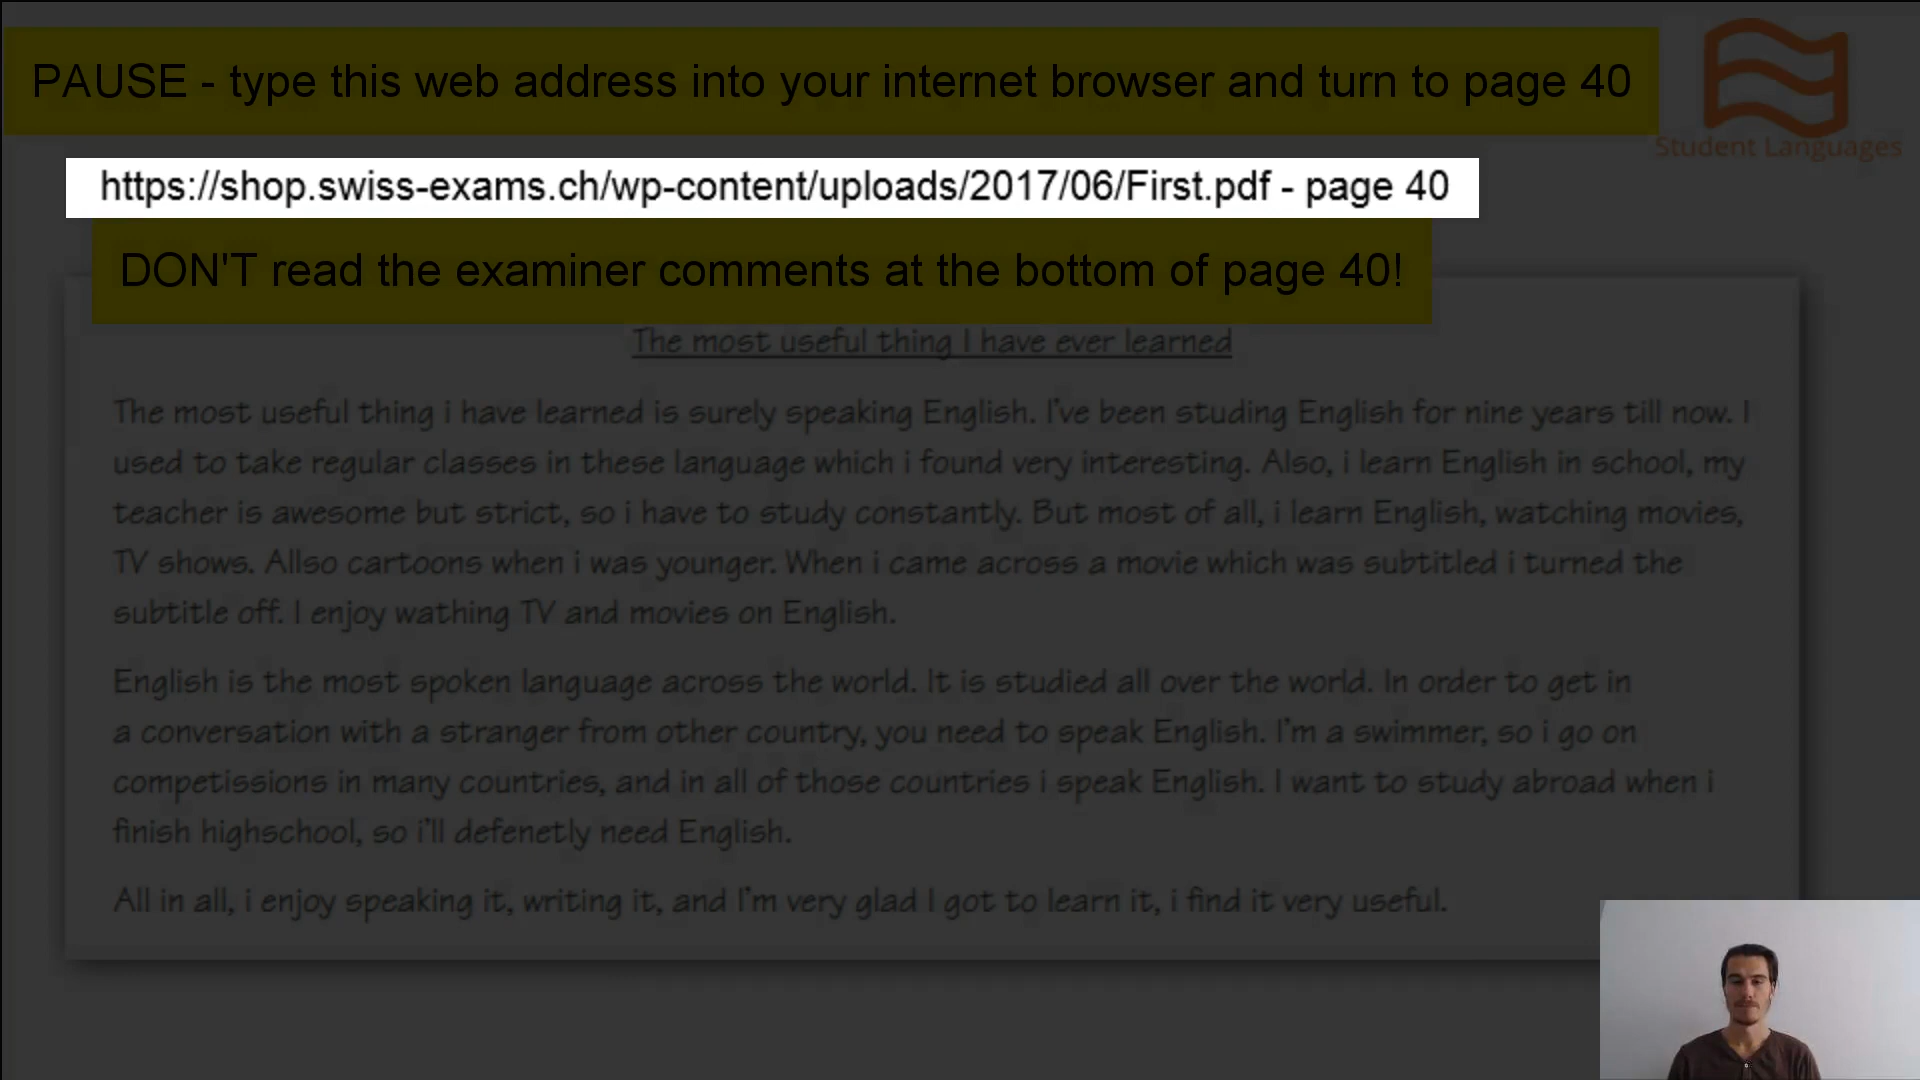 PAUSE - type this web address into your internet browser and turn to page 40
Student Languages
https://shop.swiss-exams.ch/wp-content/uploads/2017/06/First.pdf - page 40
DON'T read the examiner comments at the bottom of page 40!
The most useful thing I have ever learned
The most useful thing i have learned is surely speaking English. I've been studing English for nine years till now. I
used to take regular classes in these language which i found very interesting. Also, i learn English in school, my
teacher is awesome but strict, so i have to study constantly. But most of all, i learn English, watching movies,
TV shows. Allso cartoons when i was younger. When i came across a movie which was subtitled i turned the
subtitle off. I enjoy wathing TV and movies on English.
English is the most spoken language across the world. It is studied all over the world. In order to get in
a conversation with a stranger from other country, you need to speak English. I'm a swimmer, so i go on
competissions in many countries, and in all of those countries i speak English. I want to study abroad when i
finish highschool, so i'll defenetly need English.
All in all, i enjoy speaking it, writing it, and I'm very glad I got to learn it, i find it very useful.